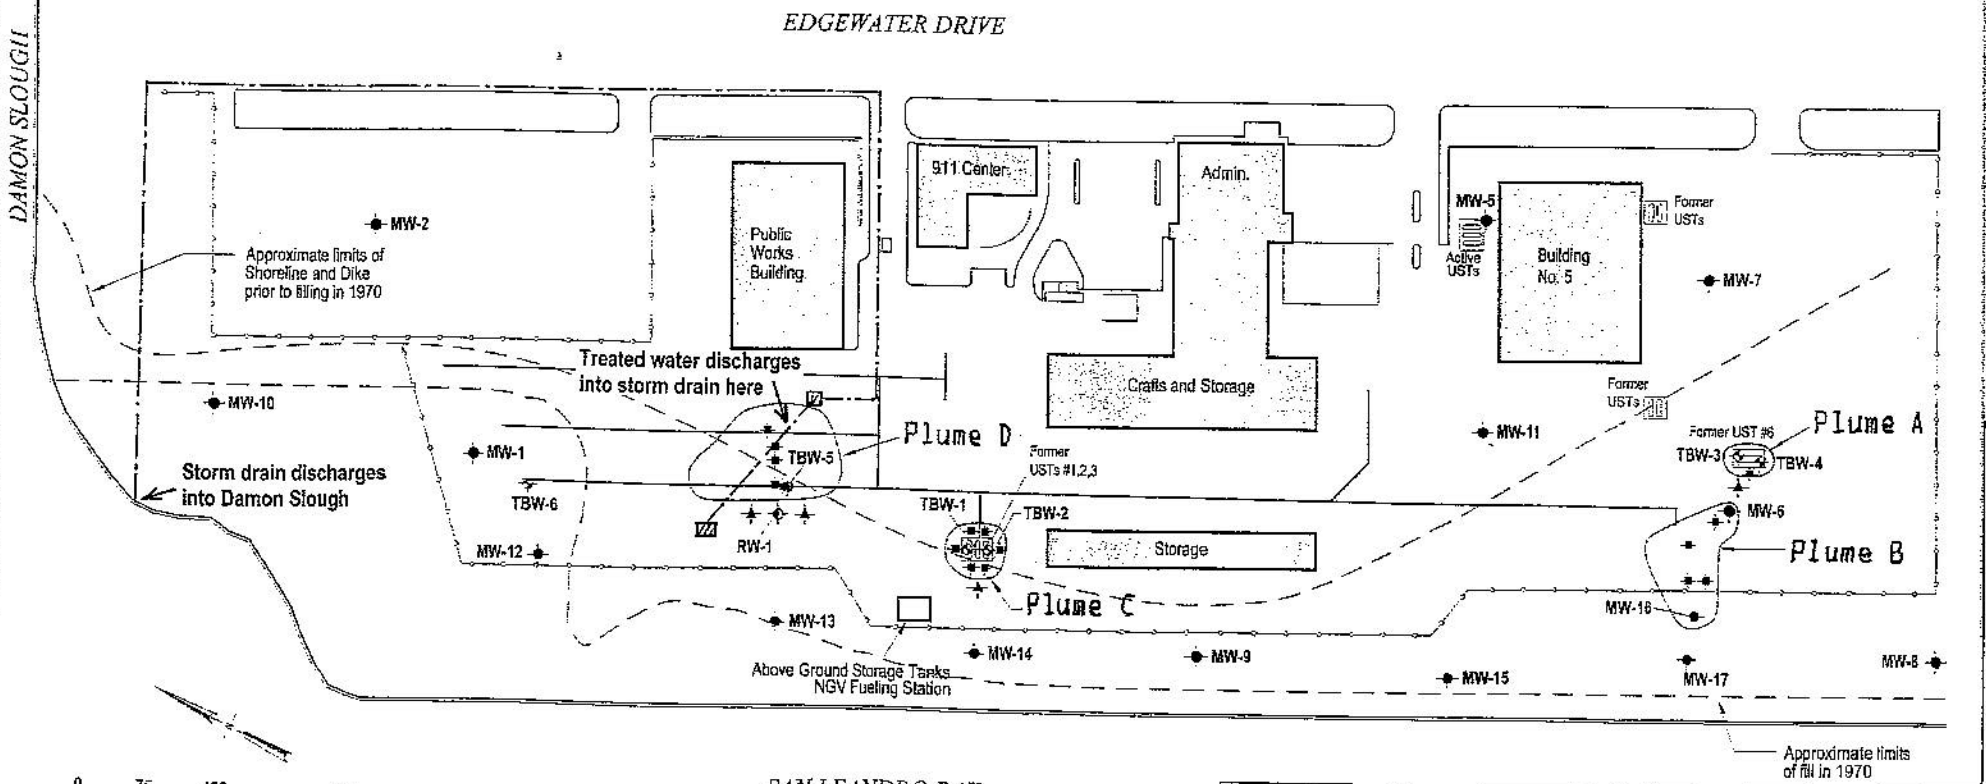 EDGEWATER DRIVE
DAMON SLOUGH
MW-2
Approximate limits of
Shoreline and Dike
prior to filling in 1970
Public
Works
Building
911 Center
Admin.
MW-5
Active
USTs
Building
No. 5
Former
USTs
MW-7
Treated water discharges
into storm drain here
Crafts and Storage
Former
USTs
MW-10
MW-1
Storm drain discharges
into Damon Slough
TBW-6
MW-12
TBW-5
RW-1
Plume D
Former
USTs #1,2,3
TBW-1
TBW-2
Storage
Plume C
MW-11
Former UST #6
Plume A
TBW-3
TBW-4
MW-6
Plume B
MW-16
MW-13
MW-14
MW-9
MW-15
MW-17
MW-8
Above Ground Storage Tanks
NGV Fueling Station
Approximate limits
of fill in 1970